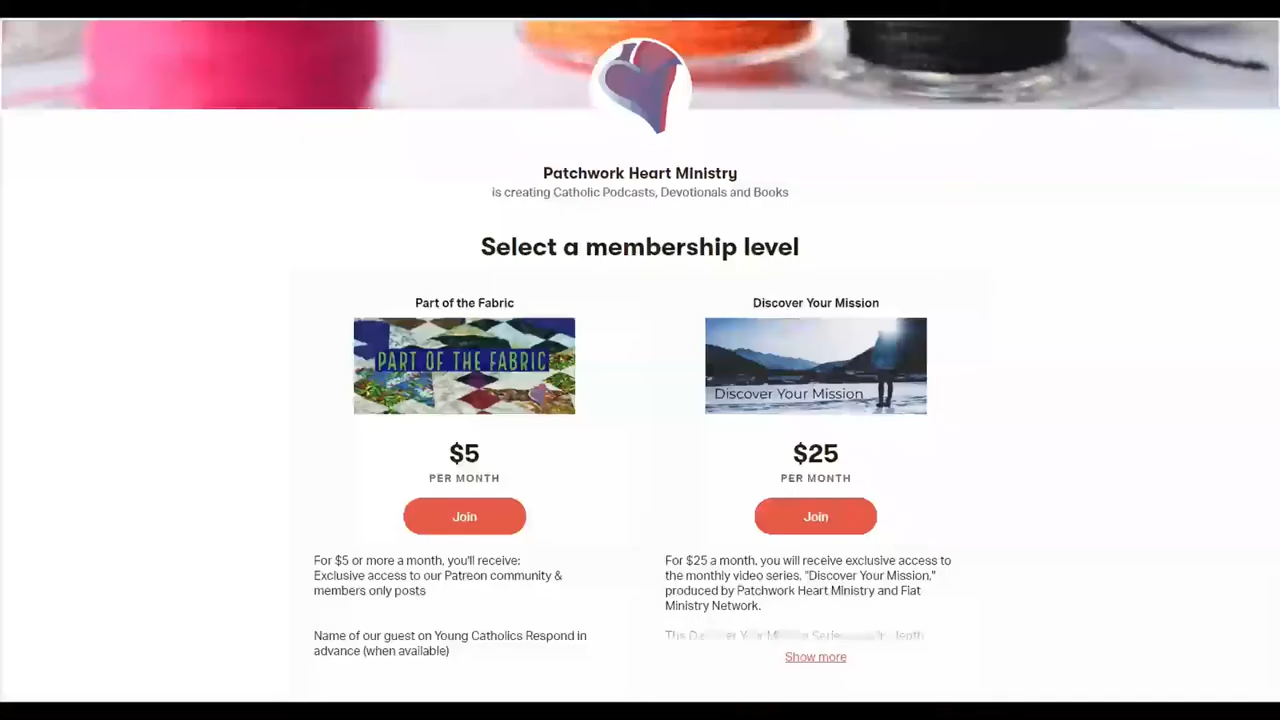 Patchwork Heart Ministry
is creating Catholic Podcasts, Devotionals and Books
Select a membership level
Part of the Fabric
PART OF THE FABRIC
$5
PER MONTH
Join
For $5 or more a month, you'll receive:
Exclusive access to our Patreon community &
members only posts
Name of our guest on Young Catholics Respond in
advance (when available)
Discover Your Mission
Discover Your Mission
$25
PER MONTH
Join
For $25 a month, you will receive exclusive access to
the monthly video series, "Discover Your Mission,"
produced by Patchwork Heart Ministry and Fiat
Ministry Network.
Show more